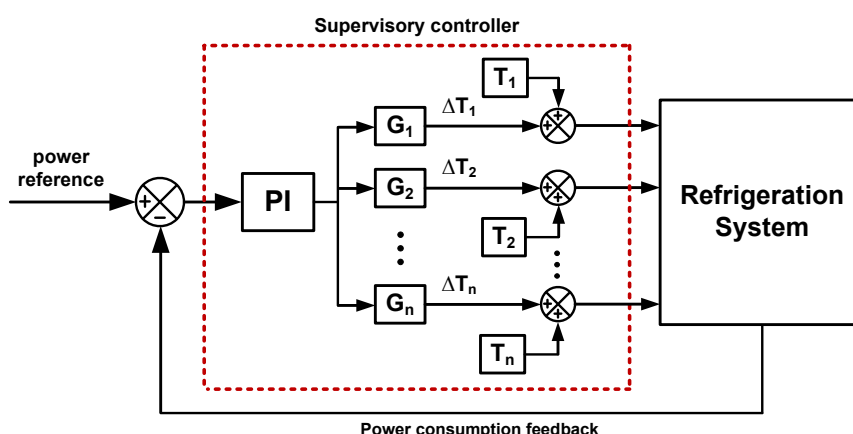 Supervisory controller
T₁
ΔT₁
G₁
+
+
power
reference
ΔT₂
+
−
PI
G₂
+
+
Refrigeration
System
T₂
ΔTₙ
Gₙ
+
+
Tₙ
Power consumption feedback